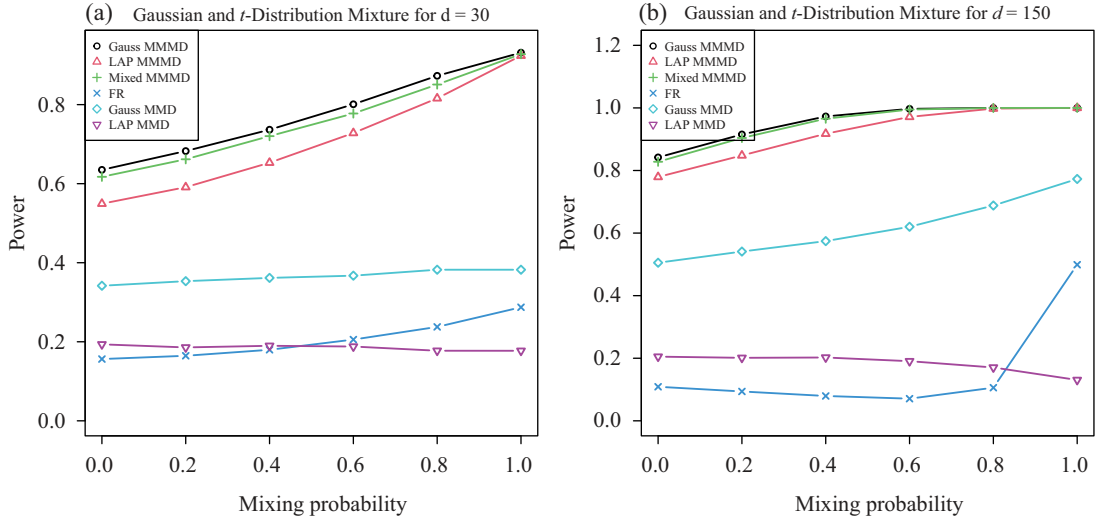 (a) Gaussian and t-Distribution Mixture for d = 30
Gauss MMMD
LAP MMMD
Mixed MMMD
FR
Gauss MMD
LAP MMD
Power
0.8
0.6
0.4
0.2
0.0
0.0 0.2 0.4 0.6 0.8 1.0
Mixing probability
(b) Gaussian and t-Distribution Mixture for d = 150
Gauss MMMD
LAP MMMD
Mixed MMMD
FR
Gauss MMD
LAP MMD
Power
1.2
1.0
0.8
0.6
0.4
0.2
0.0
0.0 0.2 0.4 0.6 0.8 1.0
Mixing probability